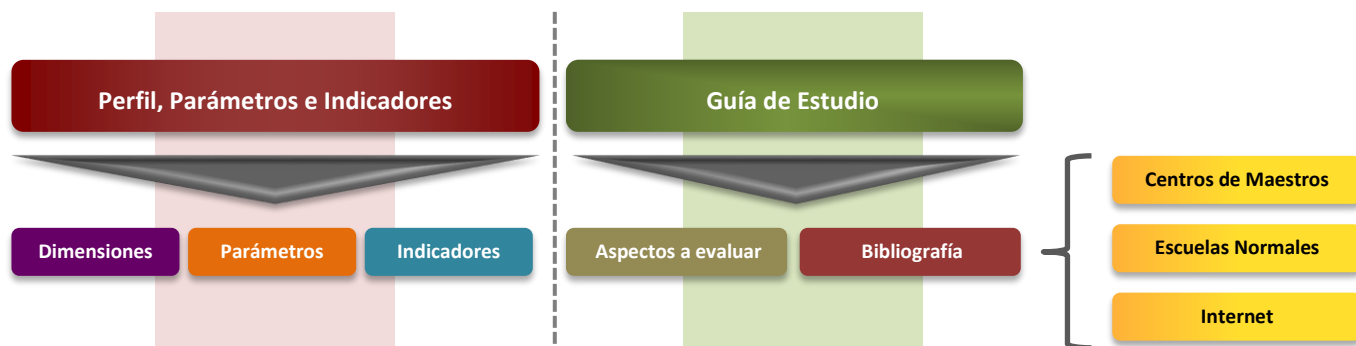 Perfil, Parámetros e Indicadores
Guía de Estudio
Dimensiones
Parámetros
Indicadores
Aspectos a evaluar
Bibliografía
Centros de Maestros
Escuelas Normales
Internet